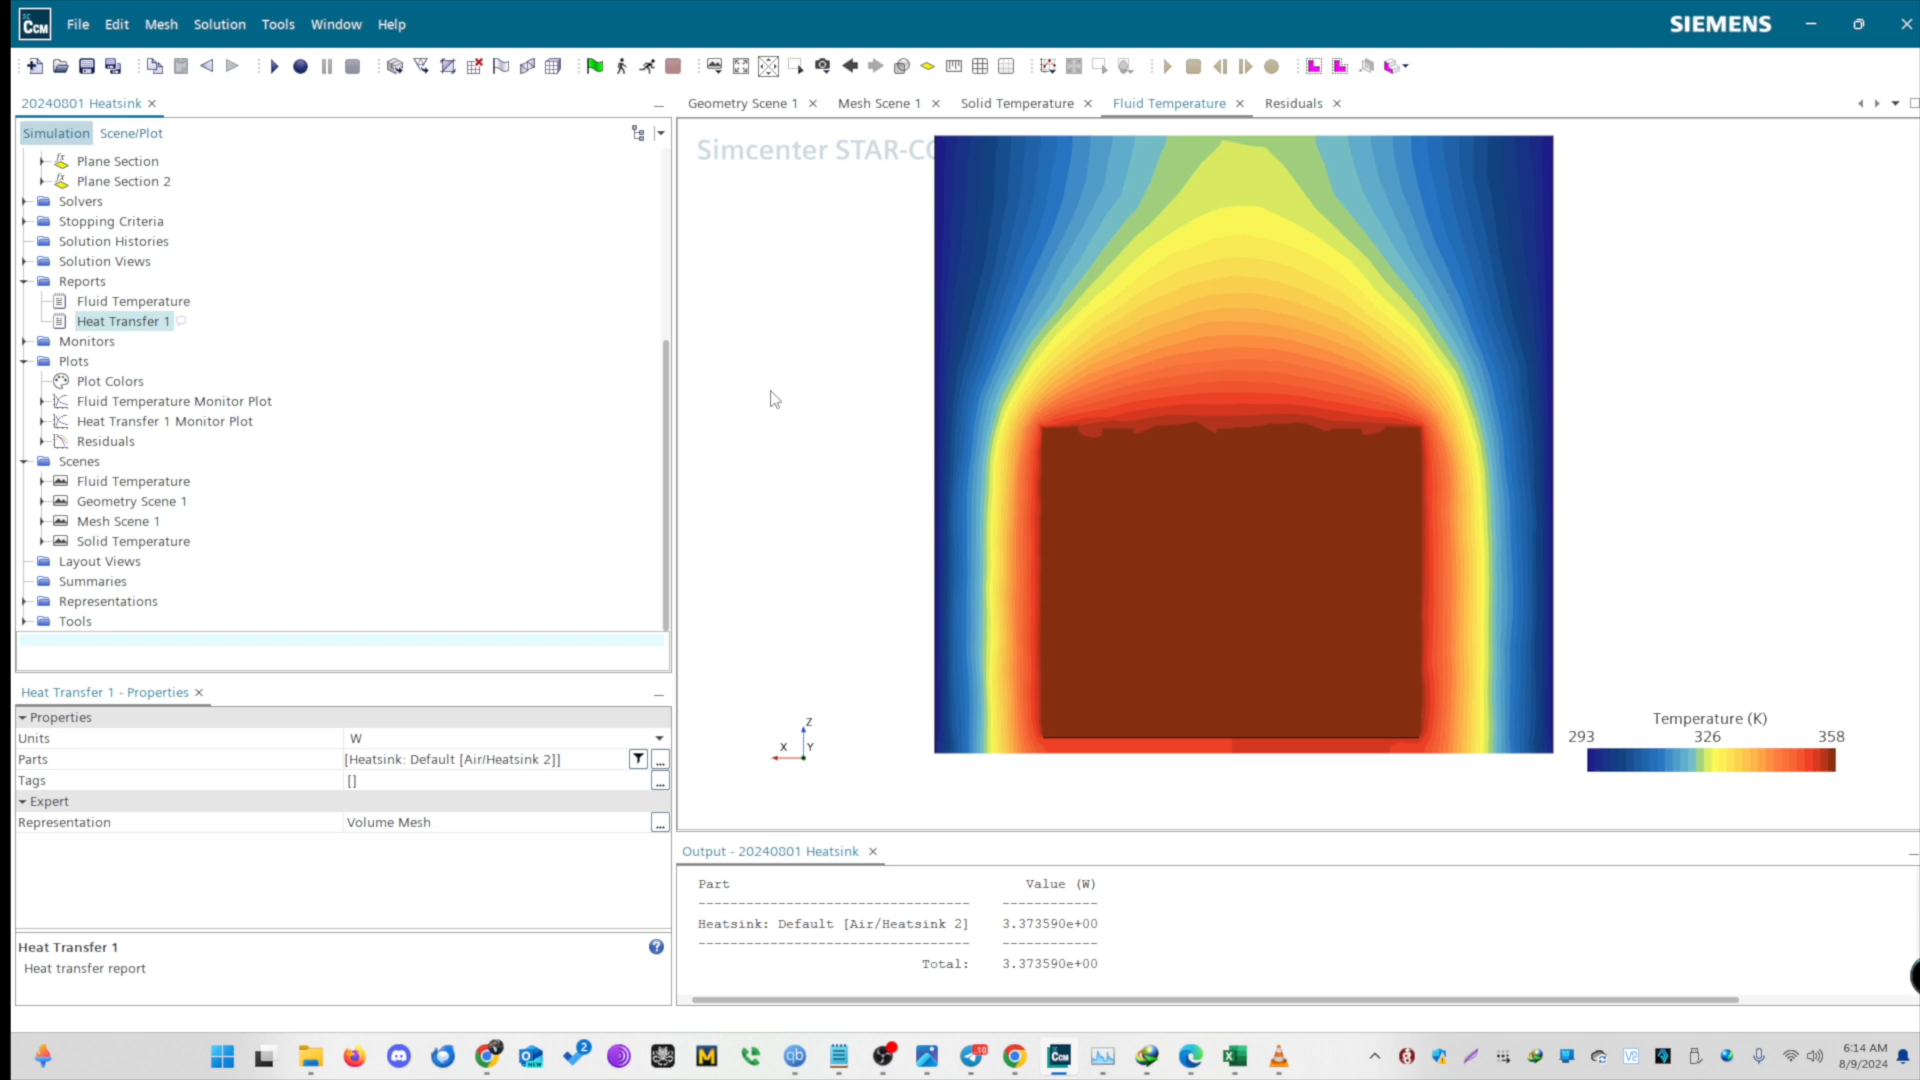 CCM File Edit Mesh Solution Tools Window Help SIEMENS
20240801 Heatsink Geometry Scene 1 Mesh Scene 1 Solid Temperature Fluid Temperature Residuals
Simulation Scene/Plot
Simcenter STAR-CC
Plane Section
Plane Section 2
Solvers
Stopping Criteria
Solution Histories
Solution Views
Reports
Fluid Temperature
Heat Transfer 1
Monitors
Plots
Plot Colors
Fluid Temperature Monitor Plot
Heat Transfer 1 Monitor Plot
Residuals
Scenes
Fluid Temperature
Geometry Scene 1
Mesh Scene 1
Solid Temperature
Layout Views
Summaries
Representations
Tools
Heat Transfer 1 - Properties
Properties
Units W
Parts [Heatsink: Default [Air/Heatsink 2]]
Tags []
Expert
Representation Volume Mesh
Heat Transfer 1
Heat transfer report
Z
X Y
Temperature (K)
293 326 358
Output - 20240801 Heatsink
Part Value (W)
--------------------------------- ------------
Heatsink: Default [Air/Heatsink 2] 3.373590e+00
--------------------------------- ------------
Total: 3.373590e+00
6:14 AM
8/9/2024